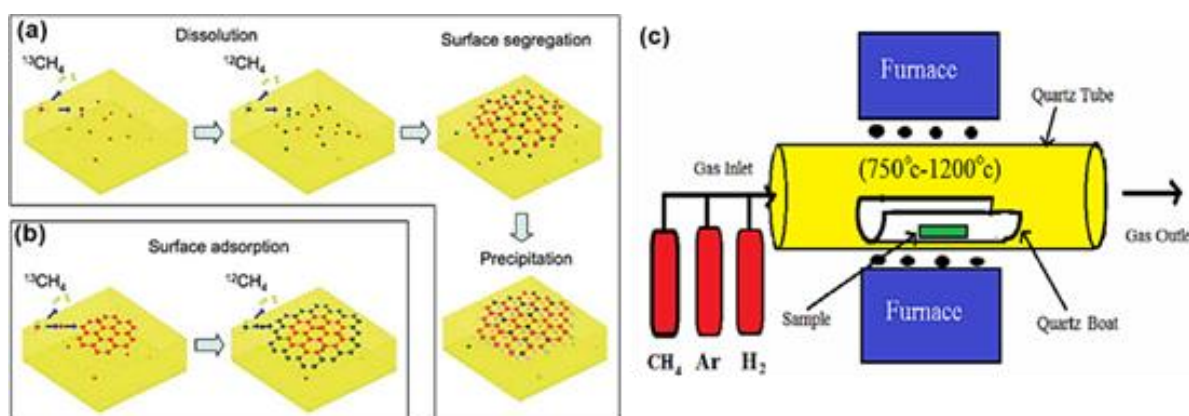 (a)
Dissolution
¹³CH₄
¹²CH₄
Surface segregation
Precipitation
(b)
Surface adsorption
¹³CH₄
¹²CH₄
(c)
Furnace
Quartz Tube
Gas Inlet
(750°c-1200°c)
Gas Outle
Sample
Furnace
Quartz Boat
CH₄ Ar H₂